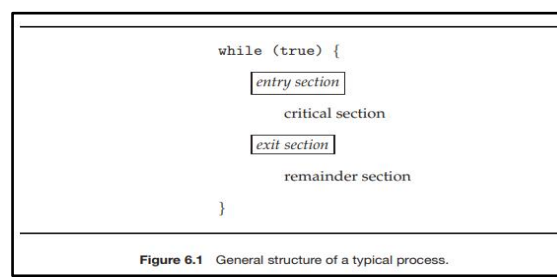 while (true) {
entry section
critical section
exit section
remainder section
}
Figure 6.1 General structure of a typical process.